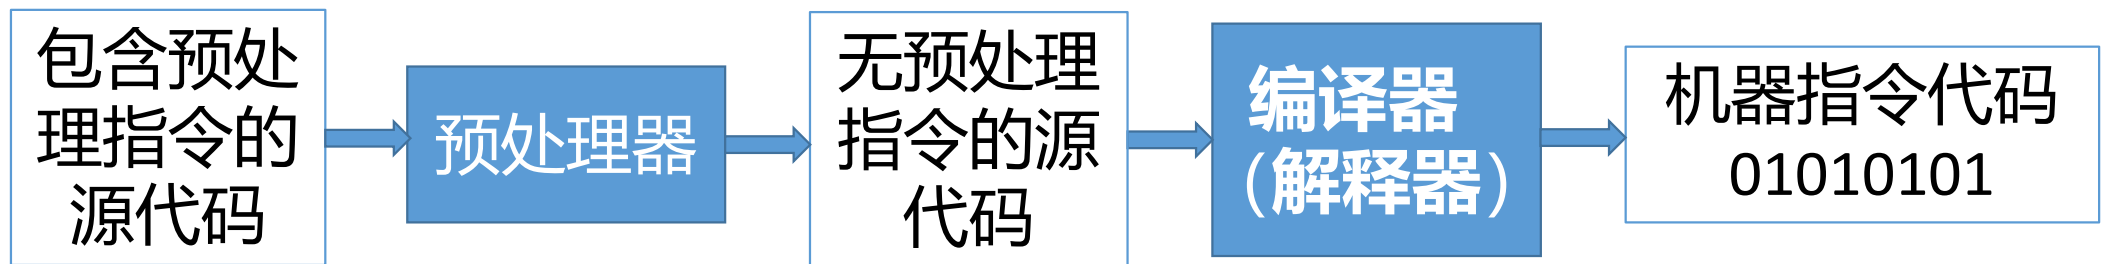 包含预处
理指令的
源代码
预处理器
无预处理
指令的源
代码
编译器
(解释器)
机器指令代码
01010101